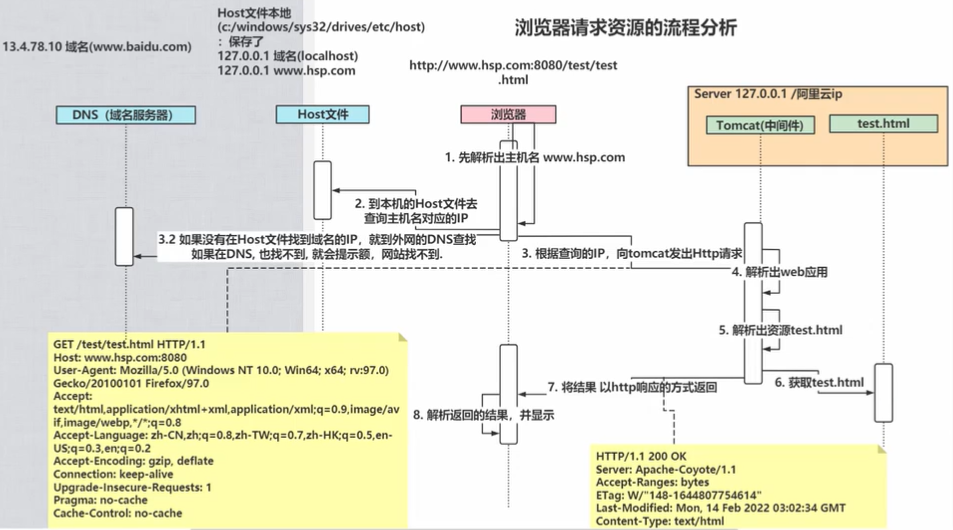 浏览器请求资源的流程分析
13.4.78.10 域名(www.baidu.com)
Host文件本地
(c:/windows/sys32/drives/etc/host)
：保存了
127.0.0.1 域名(localhost)
127.0.0.1 www.hsp.com
http://www.hsp.com:8080/test/test
.html
Server 127.0.0.1 /阿里云ip
DNS（域名服务器）
Host文件
浏览器
Tomcat(中间件)
test.html
1. 先解析出主机名 www.hsp.com
2. 到本机的Host文件去
查询主机名对应的IP
3.2 如果没有在Host文件找到域名的IP，就到外网的DNS查找
如果在DNS, 也找不到, 就会提示额，网站找不到.
3. 根据查询的IP，向tomcat发出Http请求
4. 解析出web应用
5. 解析出资源test.html
6. 获取test.html
7. 将结果 以http响应的方式返回
8. 解析返回的结果，并显示
GET /test/test.html HTTP/1.1
Host: www.hsp.com:8080
User-Agent: Mozilla/5.0 (Windows NT 10.0; Win64; x64; rv:97.0)
Gecko/20100101 Firefox/97.0
Accept:
text/html,application/xhtml+xml,application/xml;q=0.9,image/av
if,image/webp,*/*;q=0.8
Accept-Language: zh-CN,zh;q=0.8,zh-TW;q=0.7,zh-HK;q=0.5,en-
US;q=0.3,en;q=0.2
Accept-Encoding: gzip, deflate
Connection: keep-alive
Upgrade-Insecure-Requests: 1
Pragma: no-cache
Cache-Control: no-cache
HTTP/1.1 200 OK
Server: Apache-Coyote/1.1
Accept-Ranges: bytes
ETag: W/"148-1644807754614"
Last-Modified: Mon, 14 Feb 2022 03:02:34 GMT
Content-Type: text/html